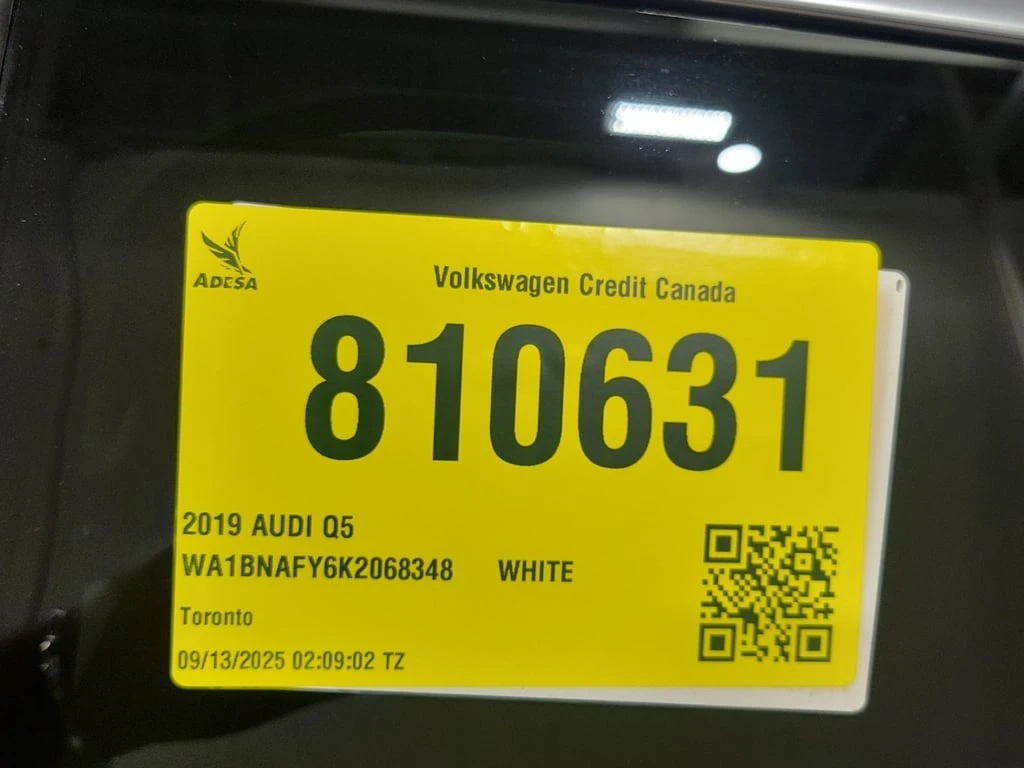 ADESA
Volkswagen Credit Canada
810631
2019 AUDI Q5
WA1BNAFY6K2068348 WHITE
Toronto
09/13/2025 02:09:02 TZ